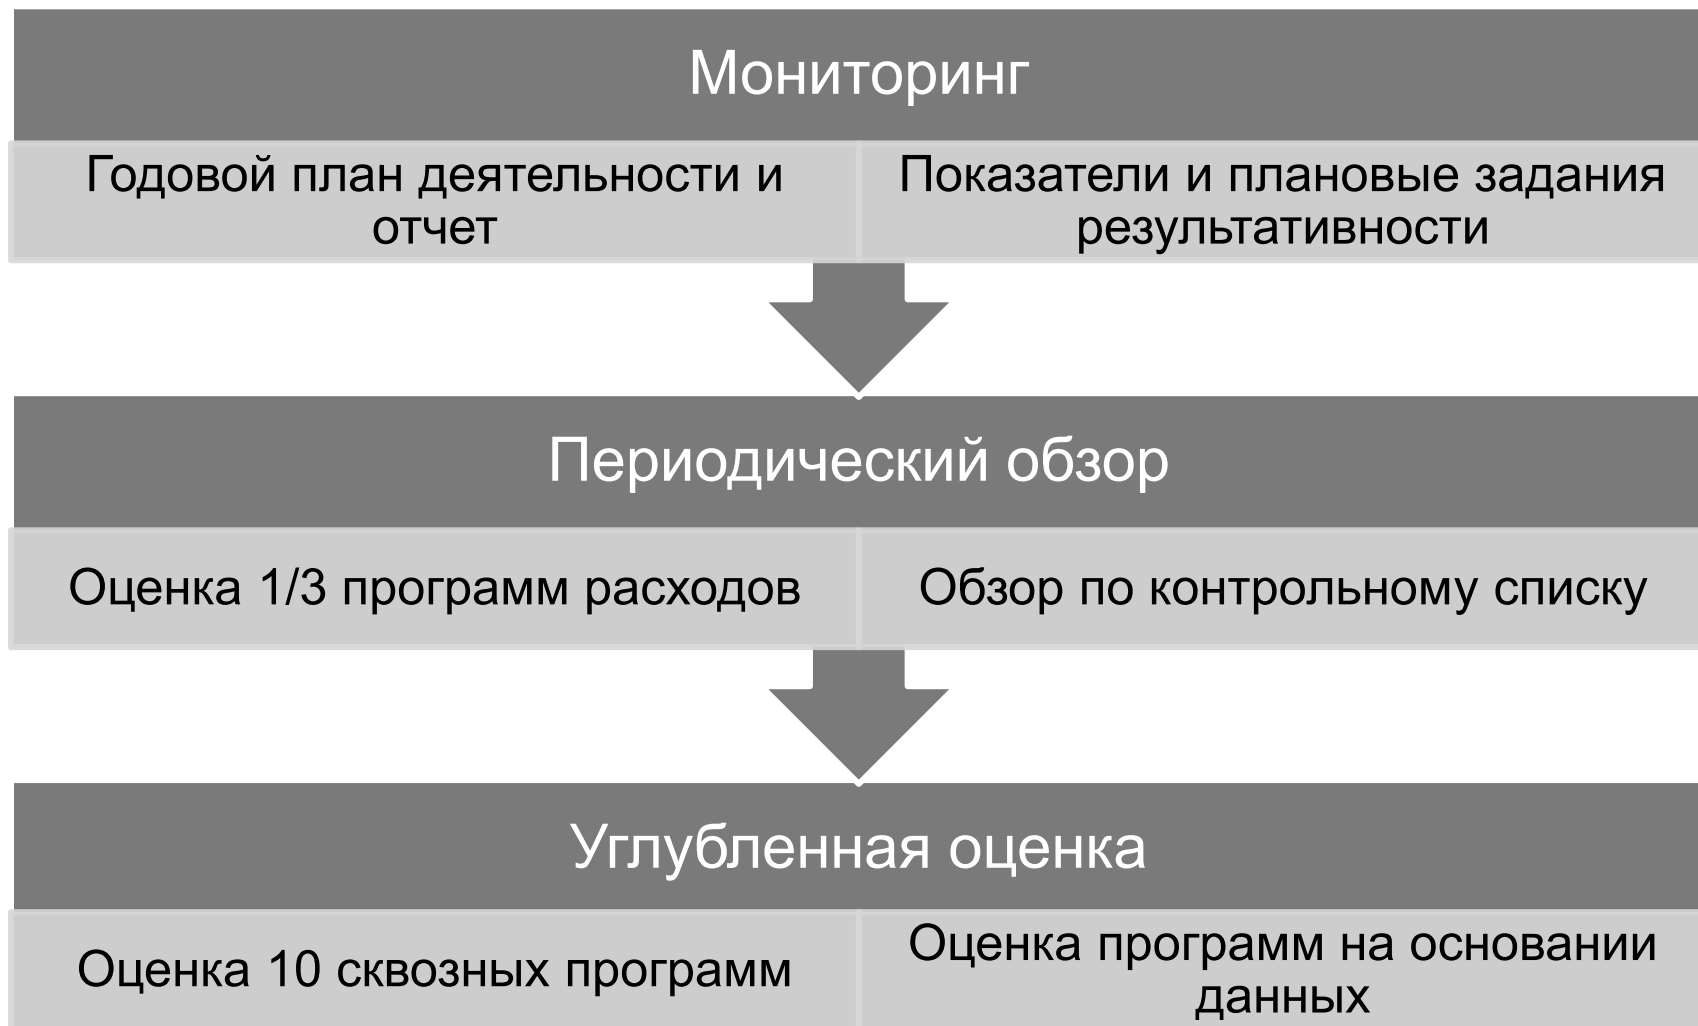 Мониторинг
Годовой план деятельности и
отчет
Показатели и плановые задания
результативности
Периодический обзор
Оценка 1/3 программ расходов
Обзор по контрольному списку
Углубленная оценка
Оценка 10 сквозных программ
Оценка программ на основании
данных